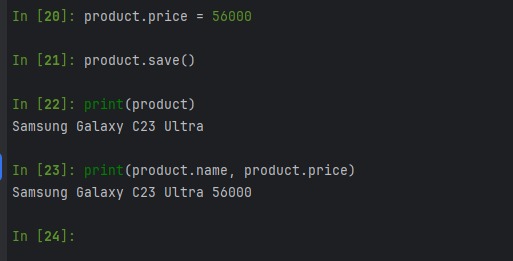 In [20]: product.price = 56000
In [21]: product.save()
In [22]: print(product)
Samsung Galaxy C23 Ultra
In [23]: print(product.name, product.price)
Samsung Galaxy C23 Ultra 56000
In [24]: